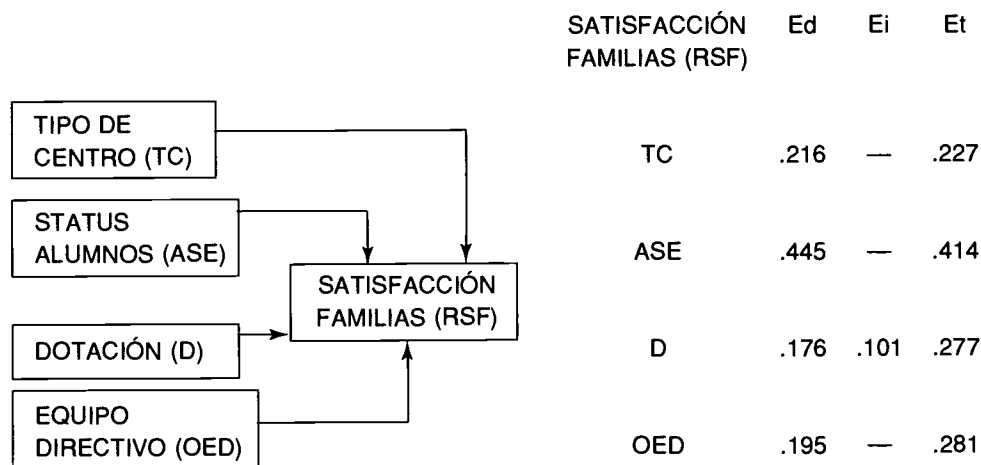 SATISFACCIÓN Ed Ei Et
FAMILIAS (RSF)
TIPO DE
CENTRO (TC)
STATUS
ALUMNOS (ASE)
SATISFACCIÓN
FAMILIAS (RSF)
DOTACIÓN (D)
EQUIPO
DIRECTIVO (OED)
TC .216 — .227
ASE .445 — .414
D .176 .101 .277
OED .195 — .281